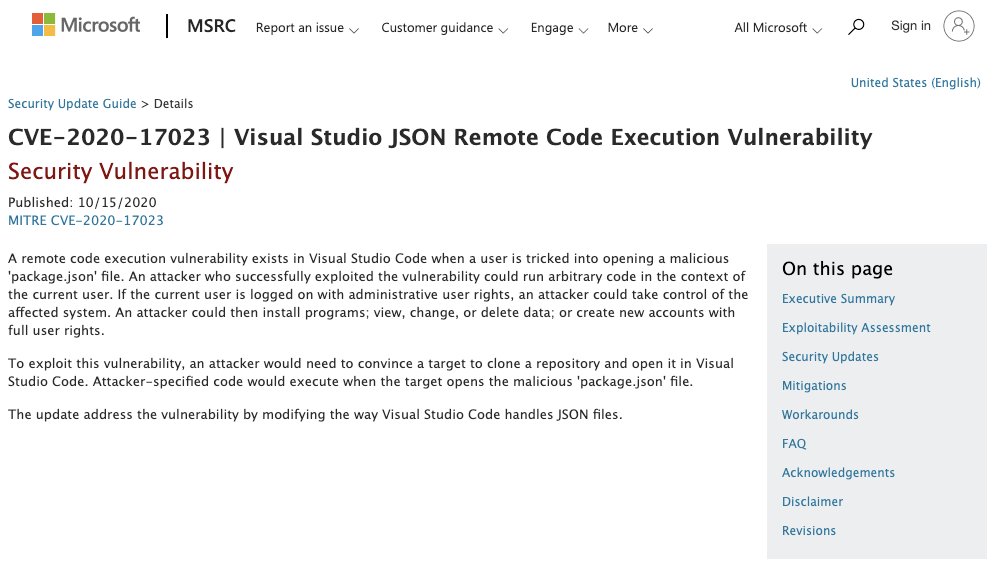 Microsoft | MSRC Report an issue Customer guidance Engage More All Microsoft Sign in
United States (English)
Security Update Guide > Details
CVE-2020-17023 | Visual Studio JSON Remote Code Execution Vulnerability
Security Vulnerability
Published: 10/15/2020
MITRE CVE-2020-17023
A remote code execution vulnerability exists in Visual Studio Code when a user is tricked into opening a malicious
'package.json' file. An attacker who successfully exploited the vulnerability could run arbitrary code in the context of
the current user. If the current user is logged on with administrative user rights, an attacker could take control of the
affected system. An attacker could then install programs; view, change, or delete data; or create new accounts with
full user rights.
To exploit this vulnerability, an attacker would need to convince a target to clone a repository and open it in Visual
Studio Code. Attacker-specified code would execute when the target opens the malicious 'package.json' file.
The update address the vulnerability by modifying the way Visual Studio Code handles JSON files.
On this page
Executive Summary
Exploitability Assessment
Security Updates
Mitigations
Workarounds
FAQ
Acknowledgements
Disclaimer
Revisions